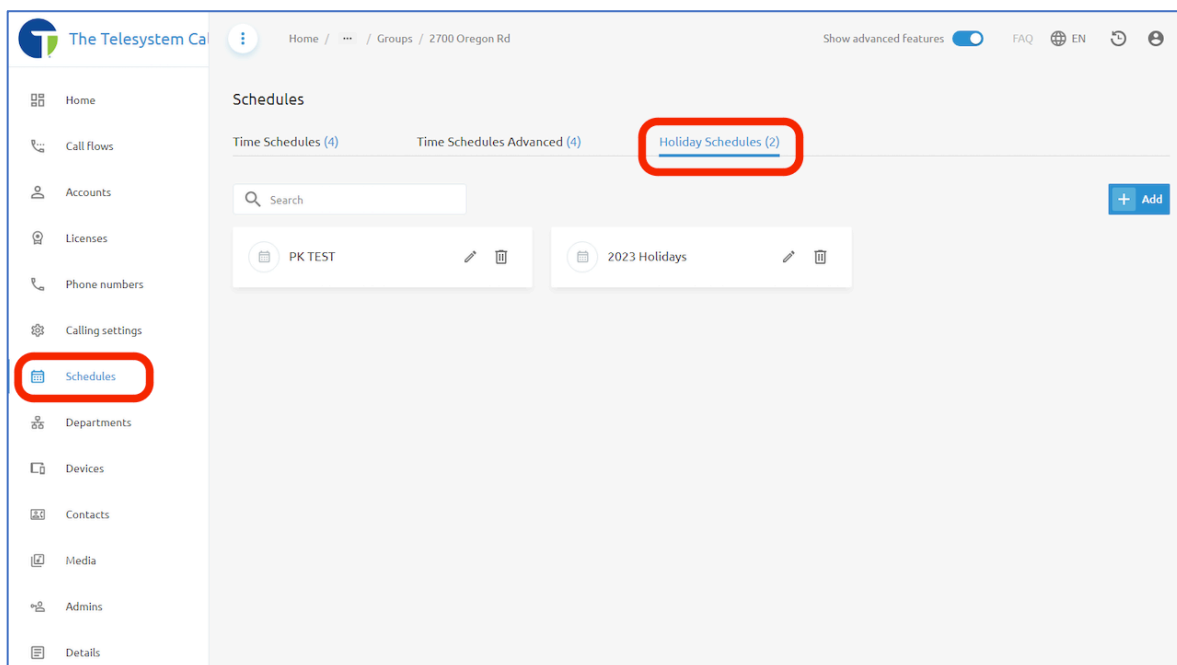 The Telesystem Cal
Home / ... / Groups / 2700 Oregon Rd
Show advanced features
FAQ
EN
Home
Call flows
Accounts
Licenses
Phone numbers
Calling settings
Schedules
Departments
Devices
Contacts
Media
Admins
Details
Schedules
Time Schedules (4)
Time Schedules Advanced (4)
Holiday Schedules (2)
Search
+ Add
PK TEST
2023 Holidays